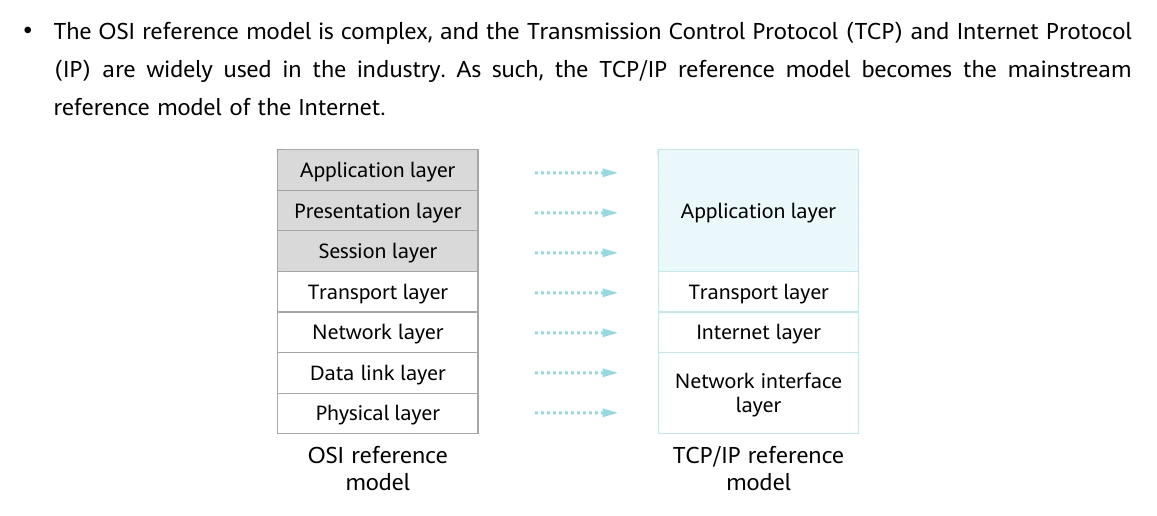 • The OSI reference model is complex, and the Transmission Control Protocol (TCP) and Internet Protocol
(IP) are widely used in the industry. As such, the TCP/IP reference model becomes the mainstream
reference model of the Internet.
Application layer
Presentation layer
Session layer
Transport layer
Network layer
Data link layer
Physical layer
OSI reference
model
Application layer
Transport layer
Internet layer
Network interface
layer
TCP/IP reference
model